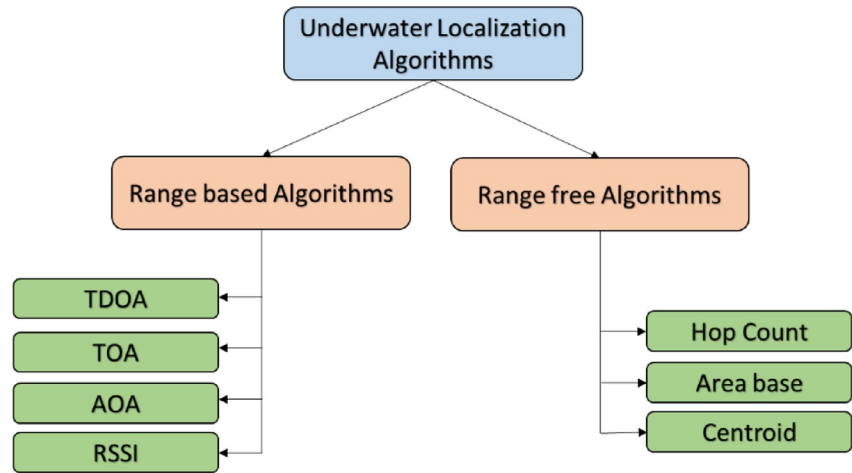 Underwater Localization
Algorithms
Range based Algorithms
Range free Algorithms
TDOA
TOA
AOA
RSSI
Hop Count
Area base
Centroid